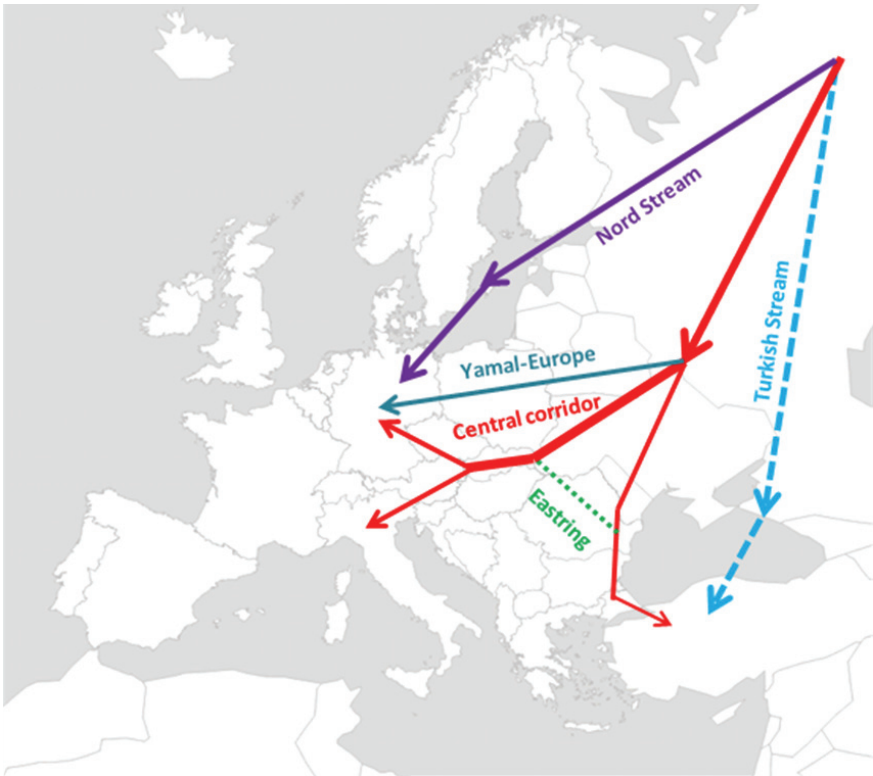 Nord Stream
Turkish Stream
Yamal-Europe
Central corridor
Eastring